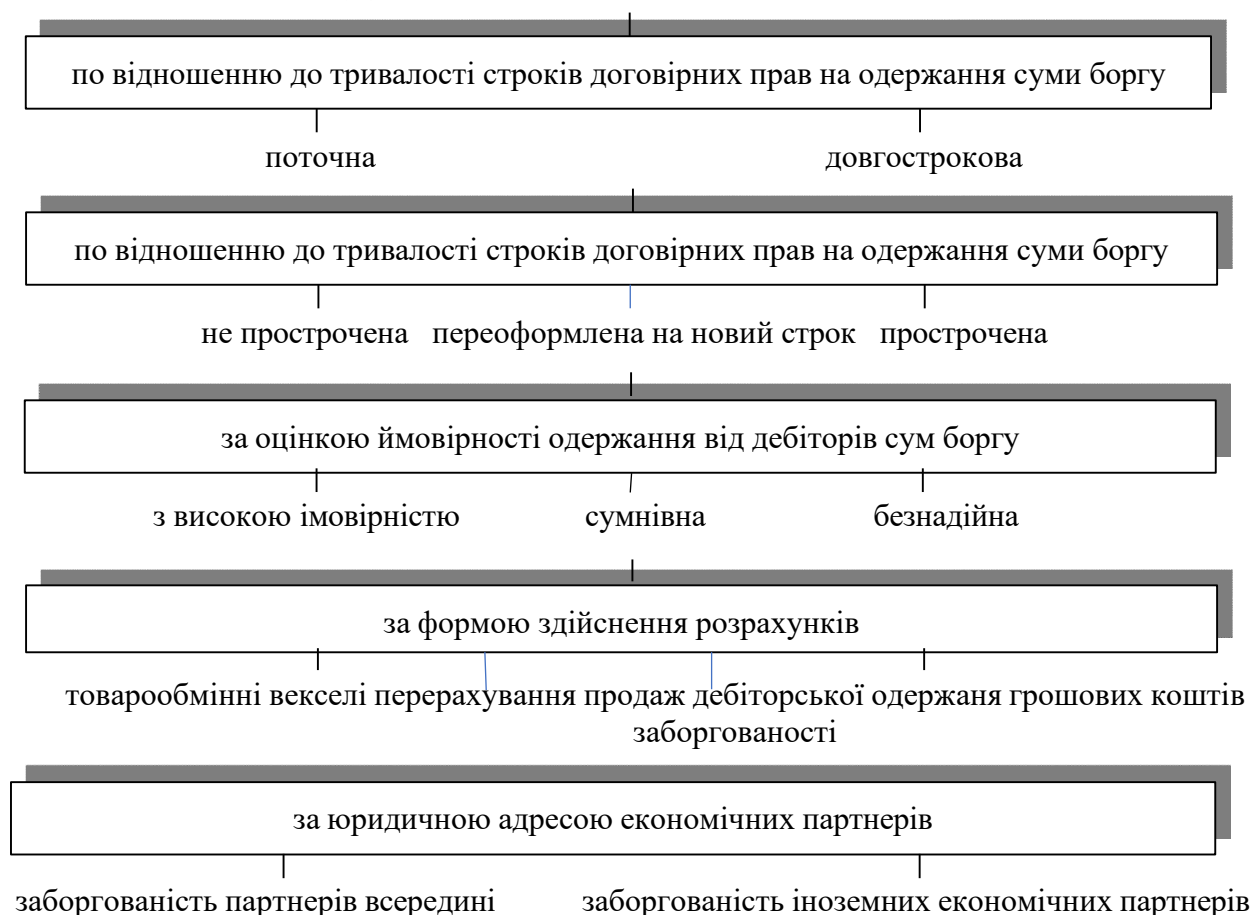 по відношенню до тривалості строків договірних прав на одержання суми боргу
поточна довгострокова
по відношенню до тривалості строків договірних прав на одержання суми боргу
не прострочена переоформлена на новий строк прострочена
за оцінкою ймовірності одержання від дебіторів сум боргу
з високою імовірністю сумнівна безнадійна
за формою здійснення розрахунків
товарообмінні векселі перерахування продаж дебіторської одержаня грошових коштів
заборгованості
за юридичною адресою економічних партнерів
заборгованість партнерів всередині заборгованість іноземних економічних партнерів